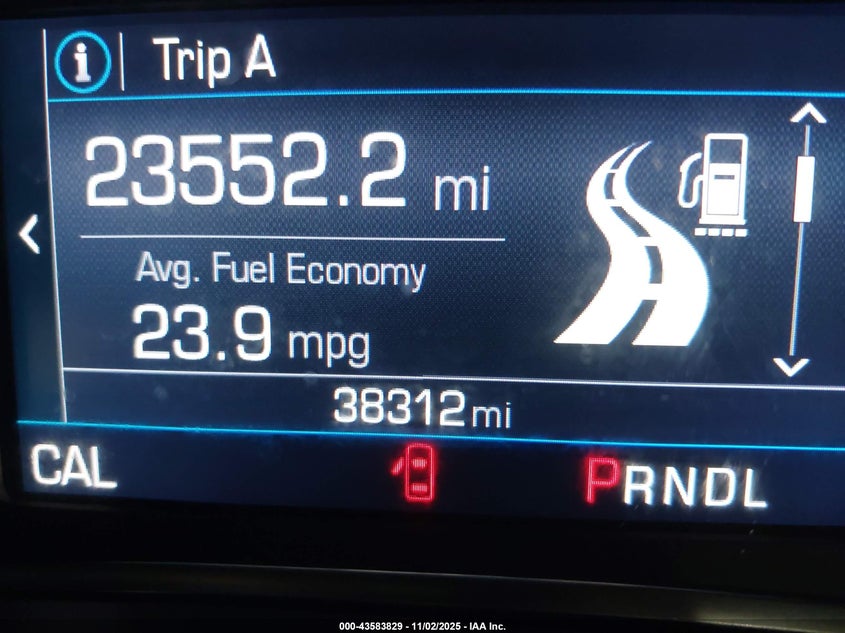 i Trip A
23552.2 mi
Avg. Fuel Economy
23.9 mpg
38312 mi
CAL PRNDL
000-43583829 - 11/02/2025 - IAA Inc.